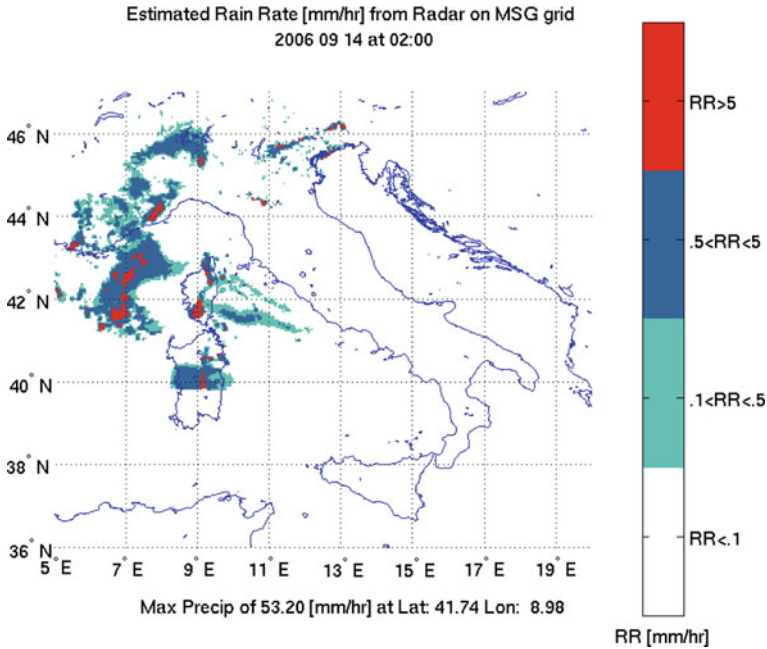 Estimated Rain Rate [mm/hr] from Radar on MSG grid
2006 09 14 at 02:00
46° N
44° N
42° N
40° N
38° N
36° N
5° E 7° E 9° E 11° E 13° E 15° E 17° E 19° E
Max Precip of 53.20 [mm/hr] at Lat: 41.74 Lon: 8.98
RR>5
.5<RR<5
.1<RR<.5
RR<.1
RR [mm/hr]